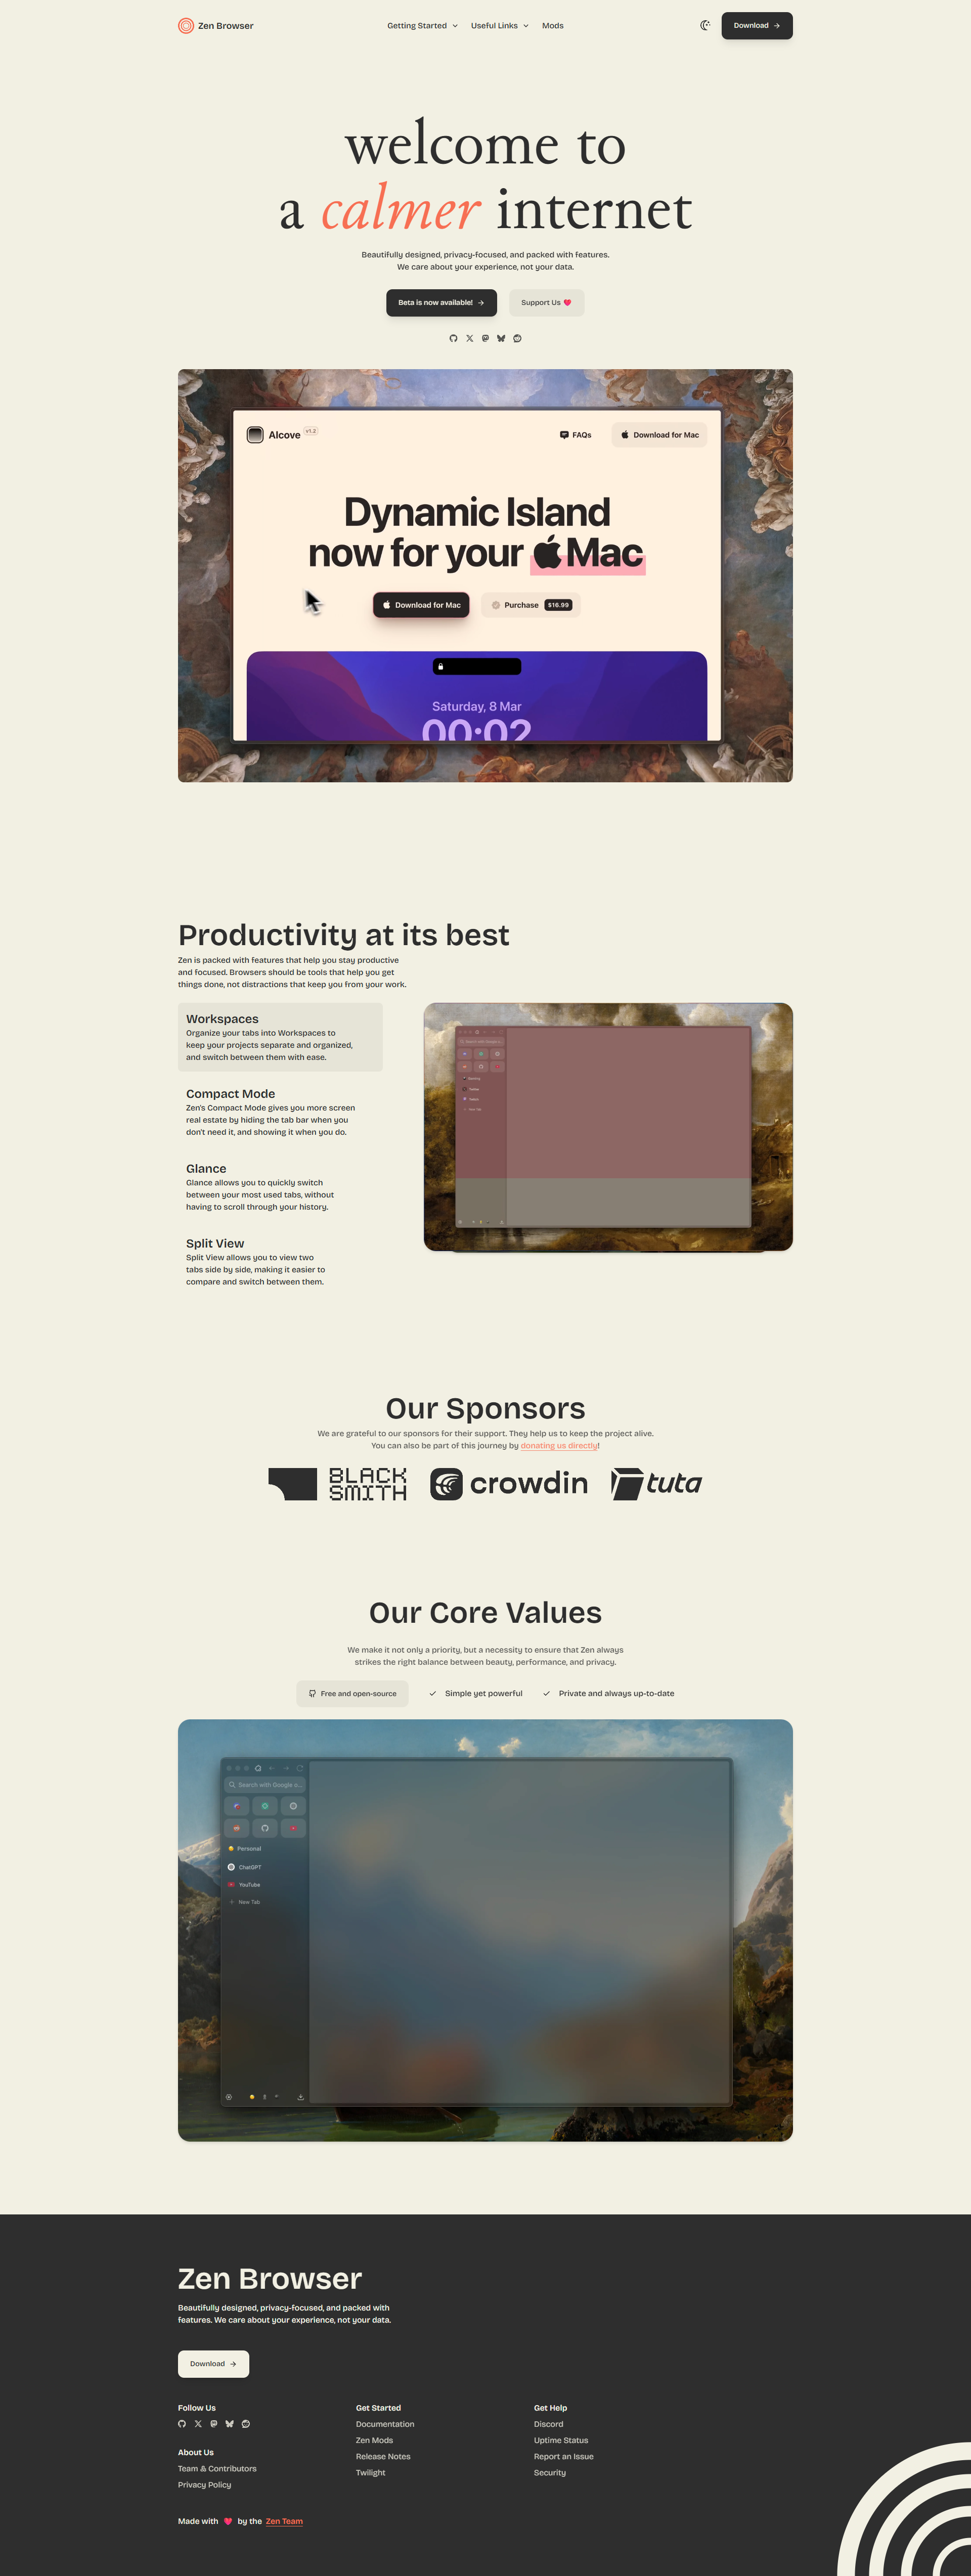 Zen Browser
Getting Started
Useful Links
Mods
Download
welcome to
a calmer internet
Beautifully designed, privacy-focused, and packed with features.
We care about your experience, not your data.
Beta is now available!
Support Us
Alcove v1.2
FAQs
Download for Mac
Dynamic Island
now for your Mac
Download for Mac
Purchase $16.99
Saturday, 8 Mar
00:02
Productivity at its best
Zen is packed with features that help you stay productive
and focused. Browsers should be tools that help you get
things done, not distractions that keep you from your work.
Workspaces
Organize your tabs into Workspaces to
keep your projects separate and organized,
and switch between them with ease.
Compact Mode
Zen's Compact Mode gives you more screen
real estate by hiding the tab bar when you
don't need it, and showing it when you do.
Glance
Glance allows you to quickly switch
between your most used tabs, without
having to scroll through your history.
Split View
Split View allows you to view two
tabs side by side, making it easier to
compare and switch between them.
Search with Google o...
New Tab
Our Sponsors
We are grateful to our sponsors for their support. They help us to keep the project alive.
You can also be part of this journey by donating us directly!
BLACK
SMITH
crowdin
tuta
Our Core Values
We make it not only a priority, but a necessity to ensure that Zen always
strikes the right balance between beauty, performance, and privacy.
Free and open-source
Simple yet powerful
Private and always up-to-date
Search with Google o...
Personal
ChatGPT
YouTube
New Tab
Zen Browser
Beautifully designed, privacy-focused, and packed with
features. We care about your experience, not your data.
Download
Follow Us
About Us
Team & Contributors
Privacy Policy
Get Started
Documentation
Zen Mods
Release Notes
Twilight
Get Help
Discord
Uptime Status
Report an Issue
Security
Made with ❤️ by the Zen Team